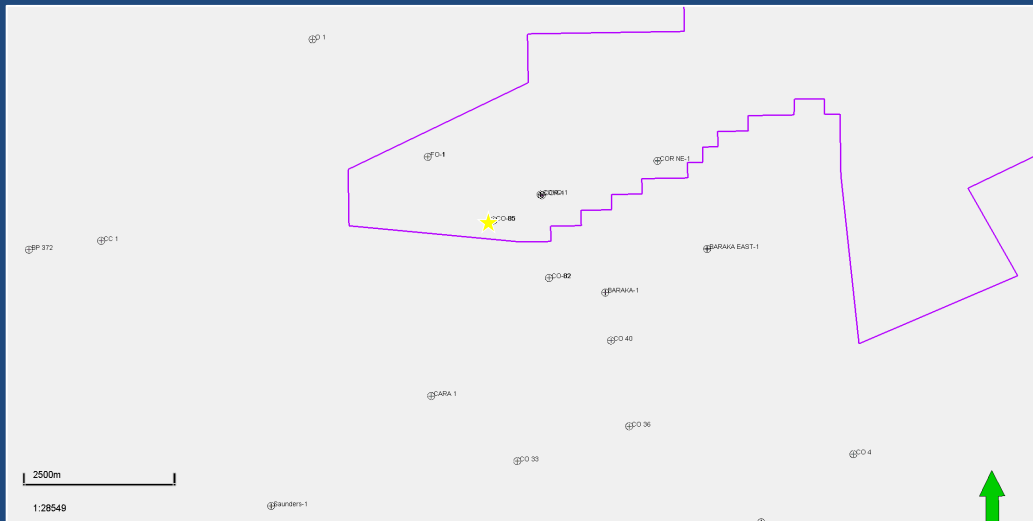 O 1
FO-1
COR NE-1
CO-85
CC 1
BP 372
BARAKA EAST-1
CO-82
BARAKA-1
CO 40
CARA 1
CO 36
CO 4
CO 33
2500m
Saunders-1
1:28549